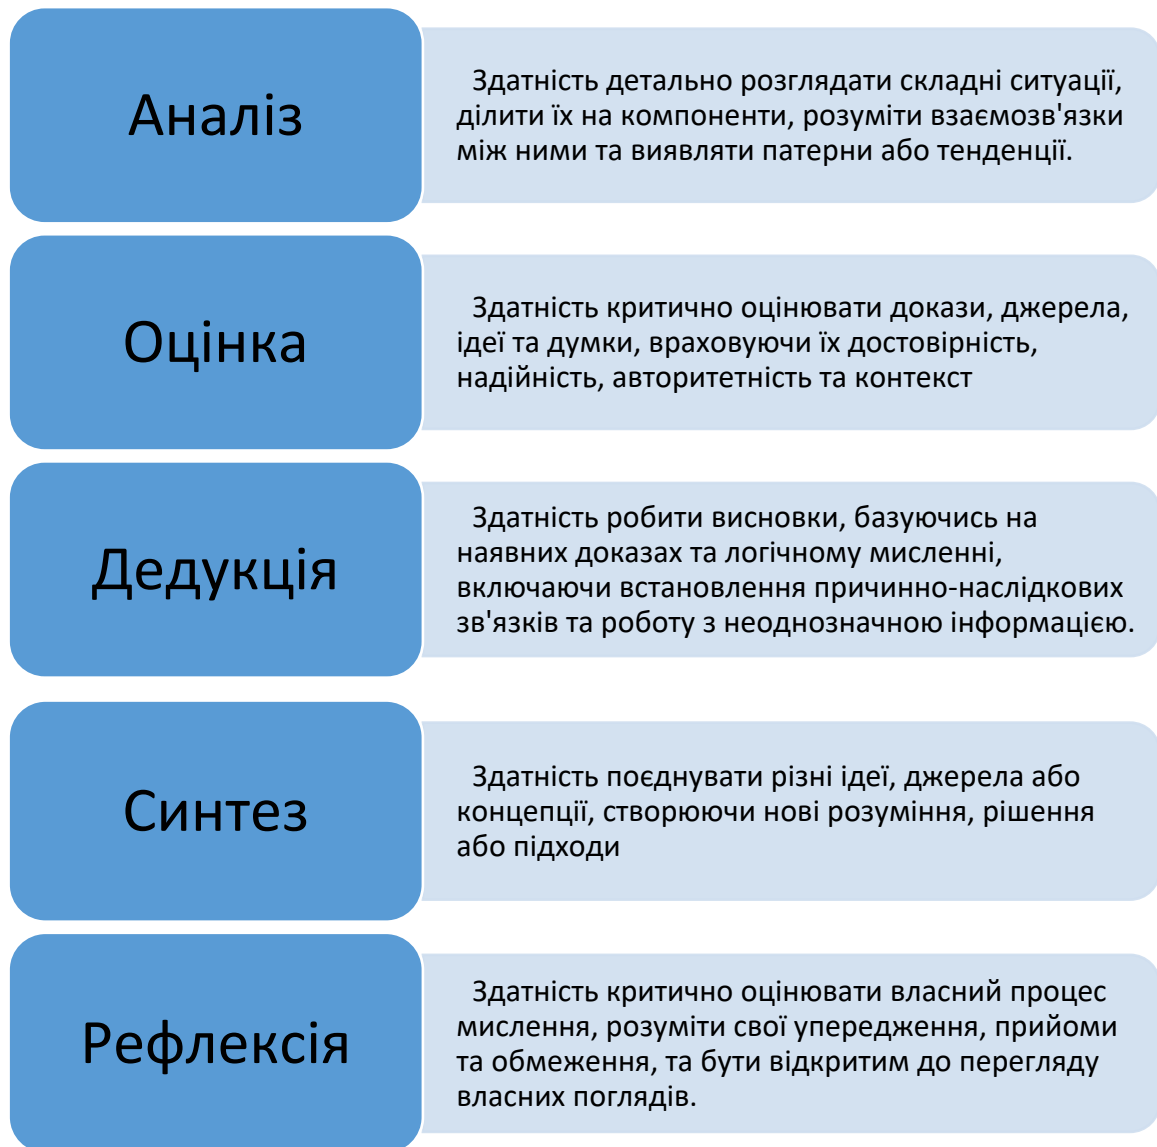 Аналіз
Здатність детально розглядати складні ситуації,
ділити їх на компоненти, розуміти взаємозв'язки
між ними та виявляти патерни або тенденції.
Оцінка
Здатність критично оцінювати докази, джерела,
ідеї та думки, враховуючи їх достовірність,
надійність, авторитетність та контекст
Дедукція
Здатність робити висновки, базуючись на
наявних доказах та логічному мисленні,
включаючи встановлення причинно-наслідкових
зв'язків та роботу з неоднозначною інформацією.
Синтез
Здатність поєднувати різні ідеї, джерела або
концепції, створюючи нові розуміння, рішення
або підходи
Рефлексія
Здатність критично оцінювати власний процес
мислення, розуміти свої упередження, прийоми
та обмеження, та бути відкритим до перегляду
власних поглядів.